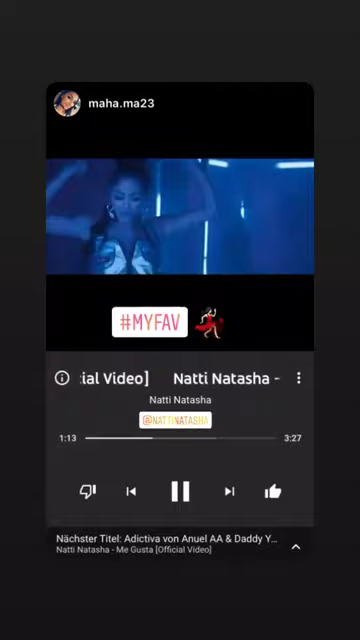 maha.ma23
#MYFAV
ial Video] Natti Natasha -
Natti Natasha
@NATTINATASHA
1:13
3:27
Nächster Titel: Adictiva von Anuel AA & Daddy Y...
Natti Natasha - Me Gusta [Official Video]